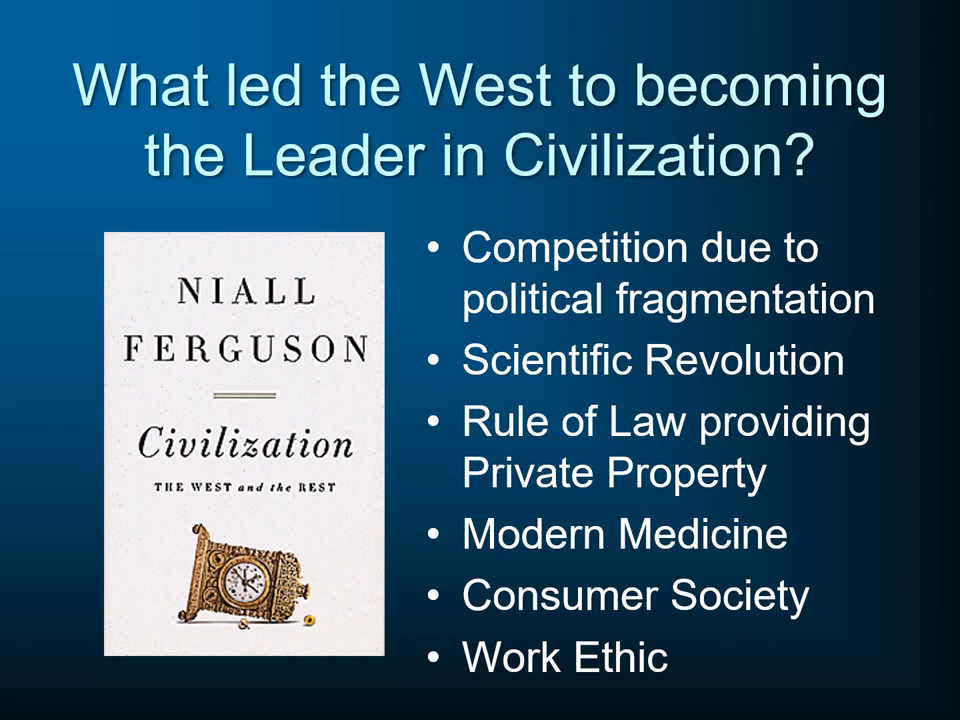 What led the West to becoming
the Leader in Civilization?
NIALL
FERGUSON
Civilization
THE WEST and the REST
• Competition due to
political fragmentation
• Scientific Revolution
• Rule of Law providing
Private Property
• Modern Medicine
• Consumer Society
• Work Ethic